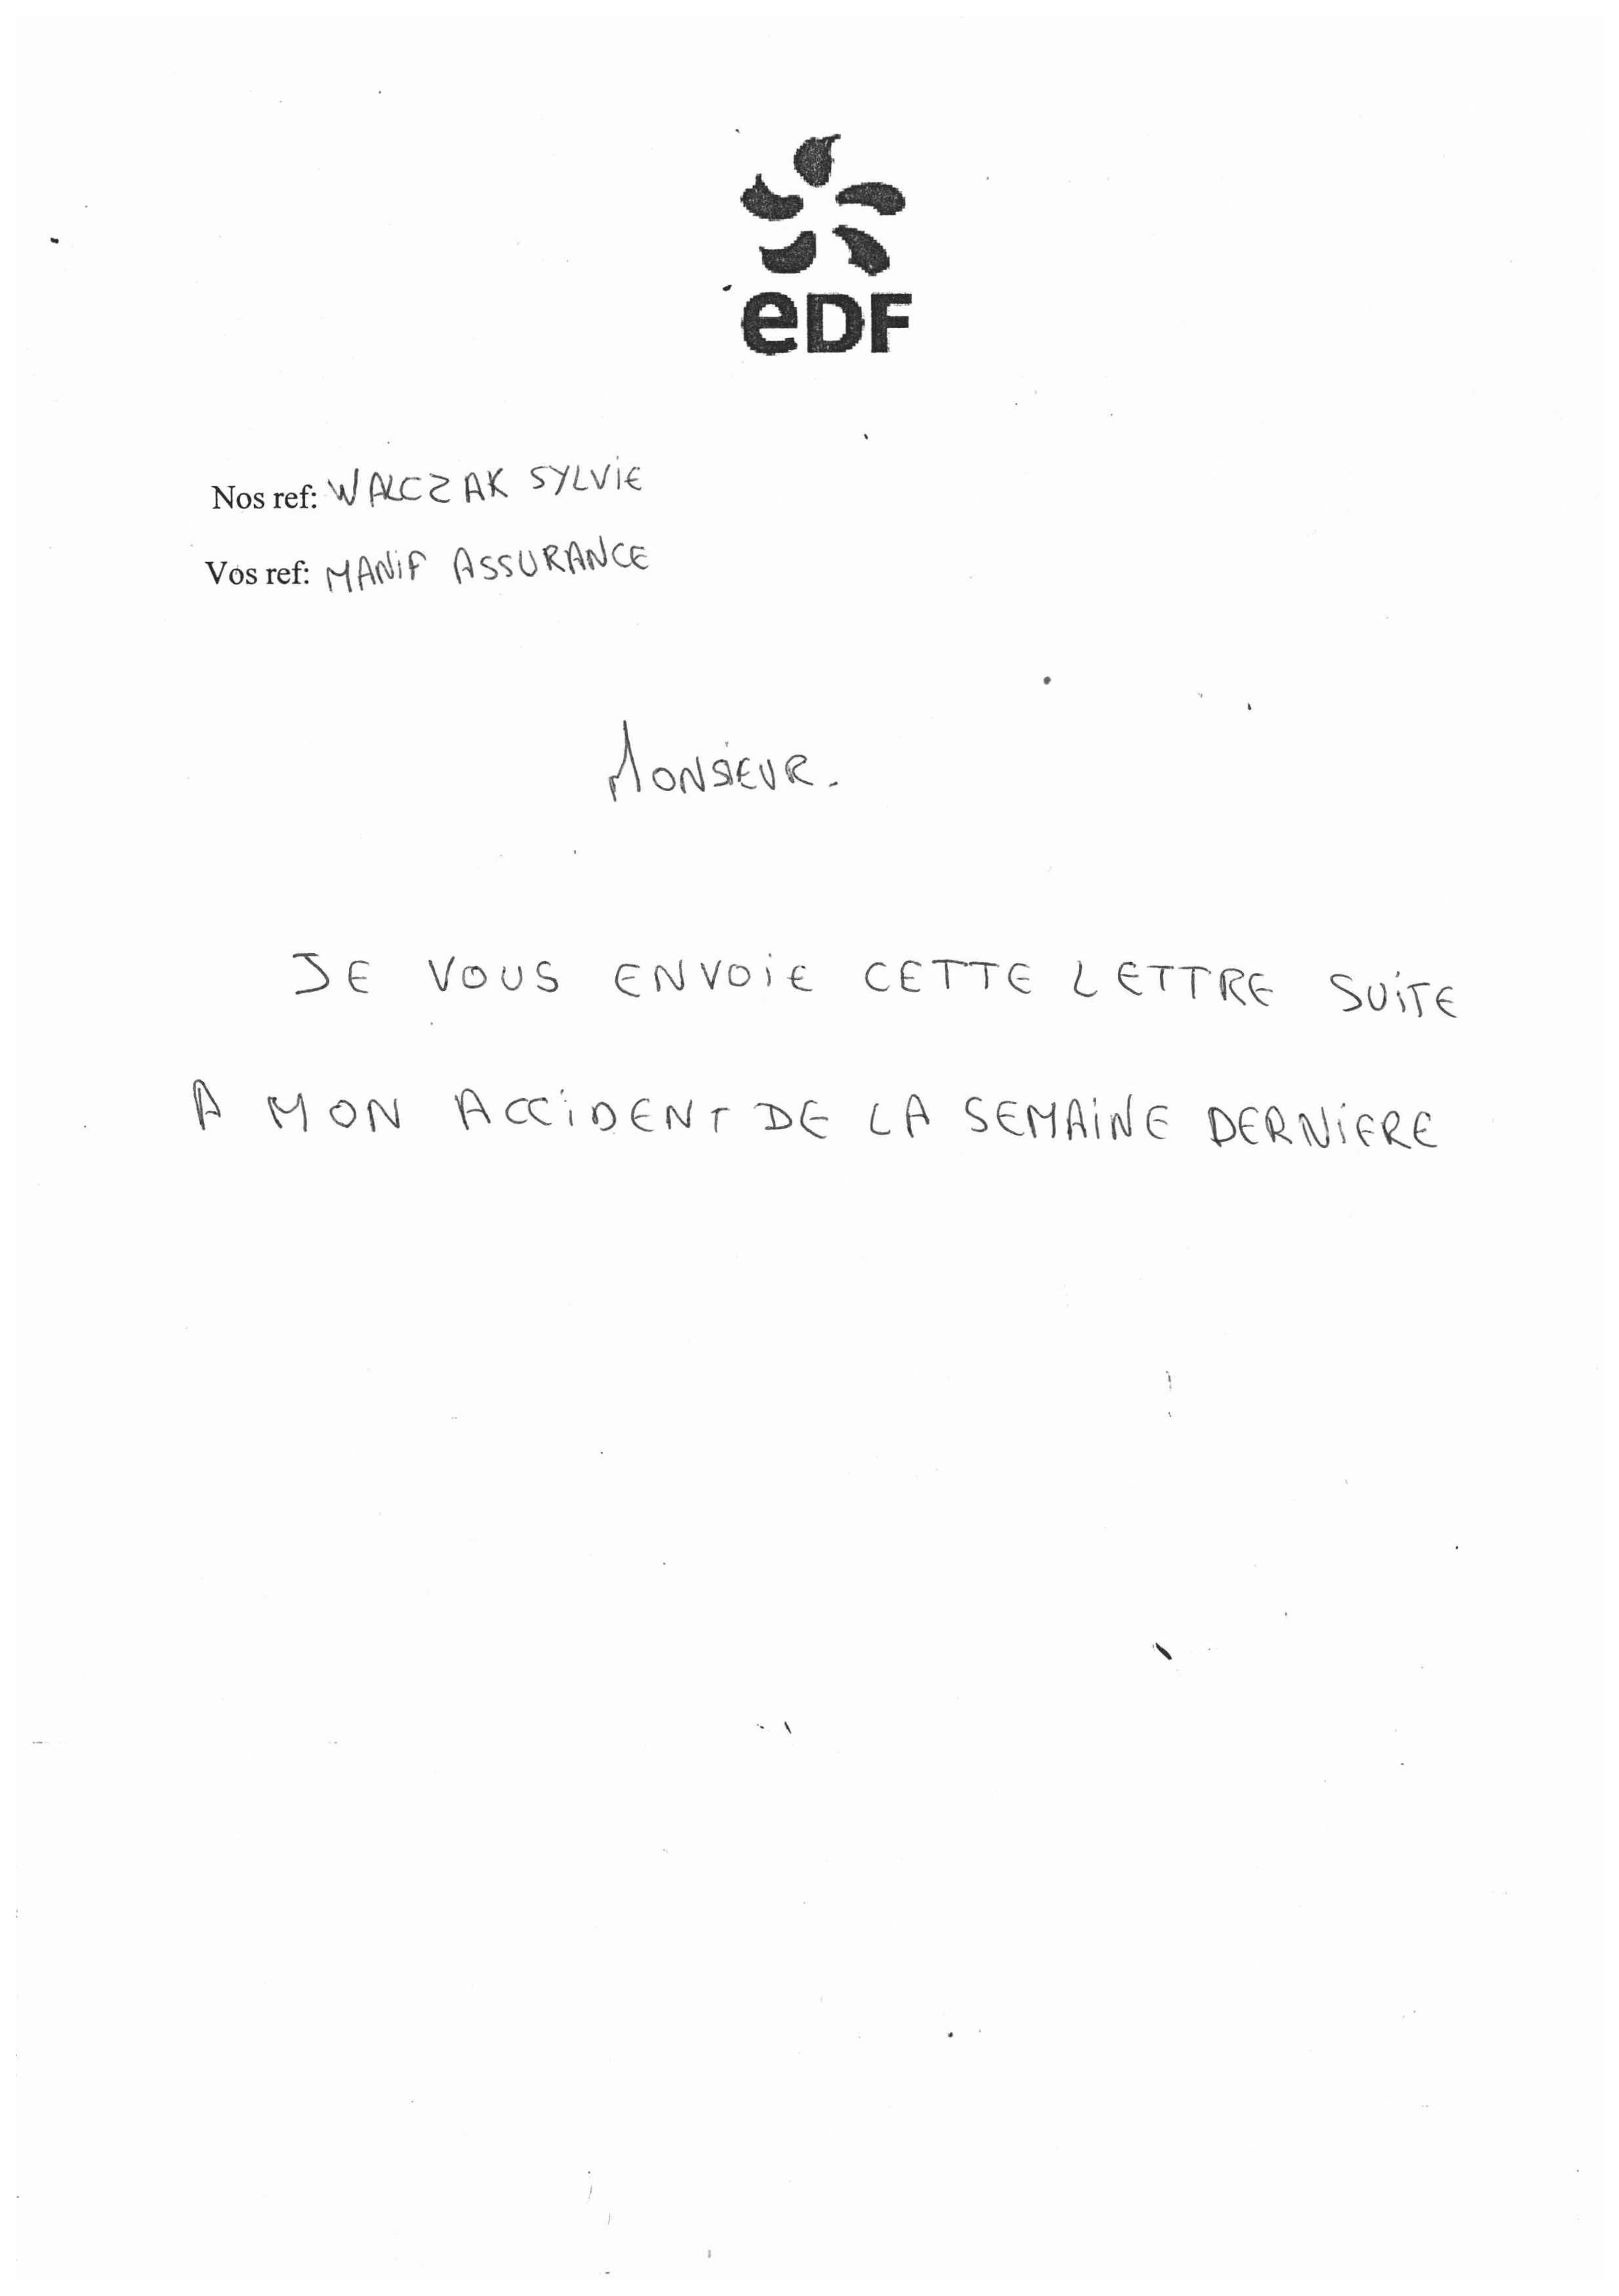 eDF
Nos ref: WALCZAK SYLViE
Vos ref: MANiF ASSURANCE
MONSiEUR.
JE VOUS ENVOiE CETTE LETTRE SUiTE
A MON ACCiDENT DE LA SEMAiNE DERNiERE